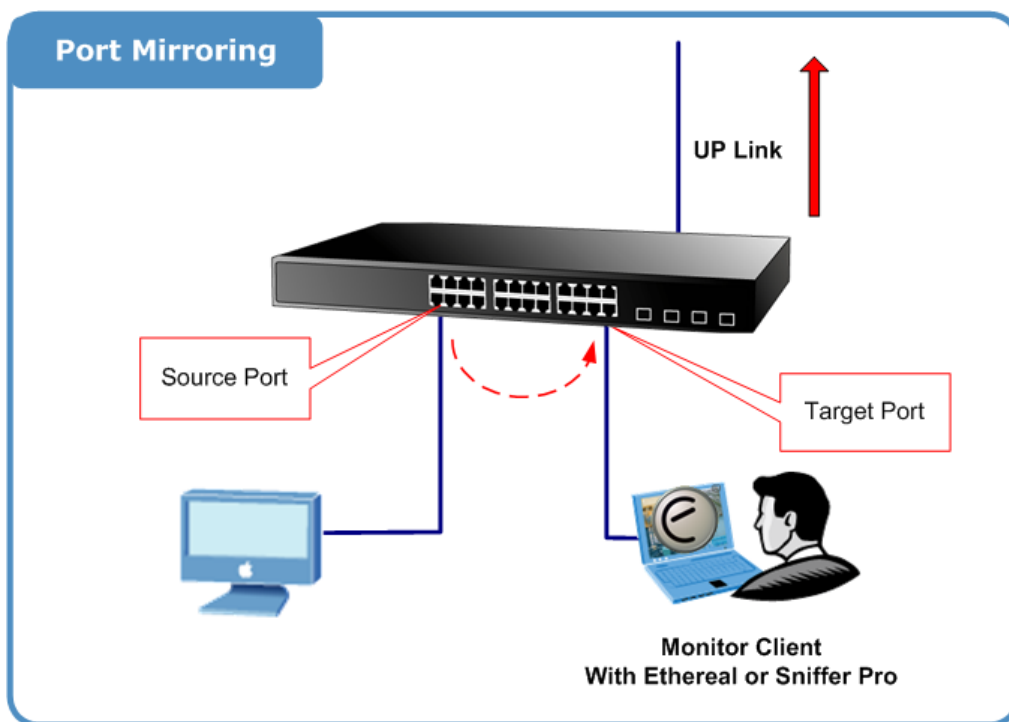 Port Mirroring
UP Link
Source Port
Target Port
Monitor Client
With Ethereal or Sniffer Pro